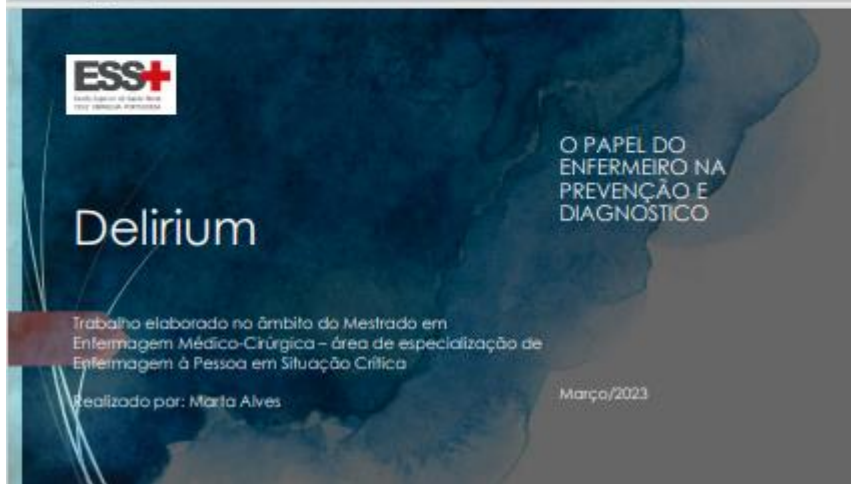 ESS+
Delirium
Trabalho elaborado no âmbito do Mestrado em
Enfermagem Médico-Cirúrgica – área de especialização de
Enfermagem à Pessoa em Situação Crítica
Realizado por: Marta Alves
O PAPEL DO
ENFERMEIRO NA
PREVENÇÃO E
DIAGNÓSTICO
Março/2023